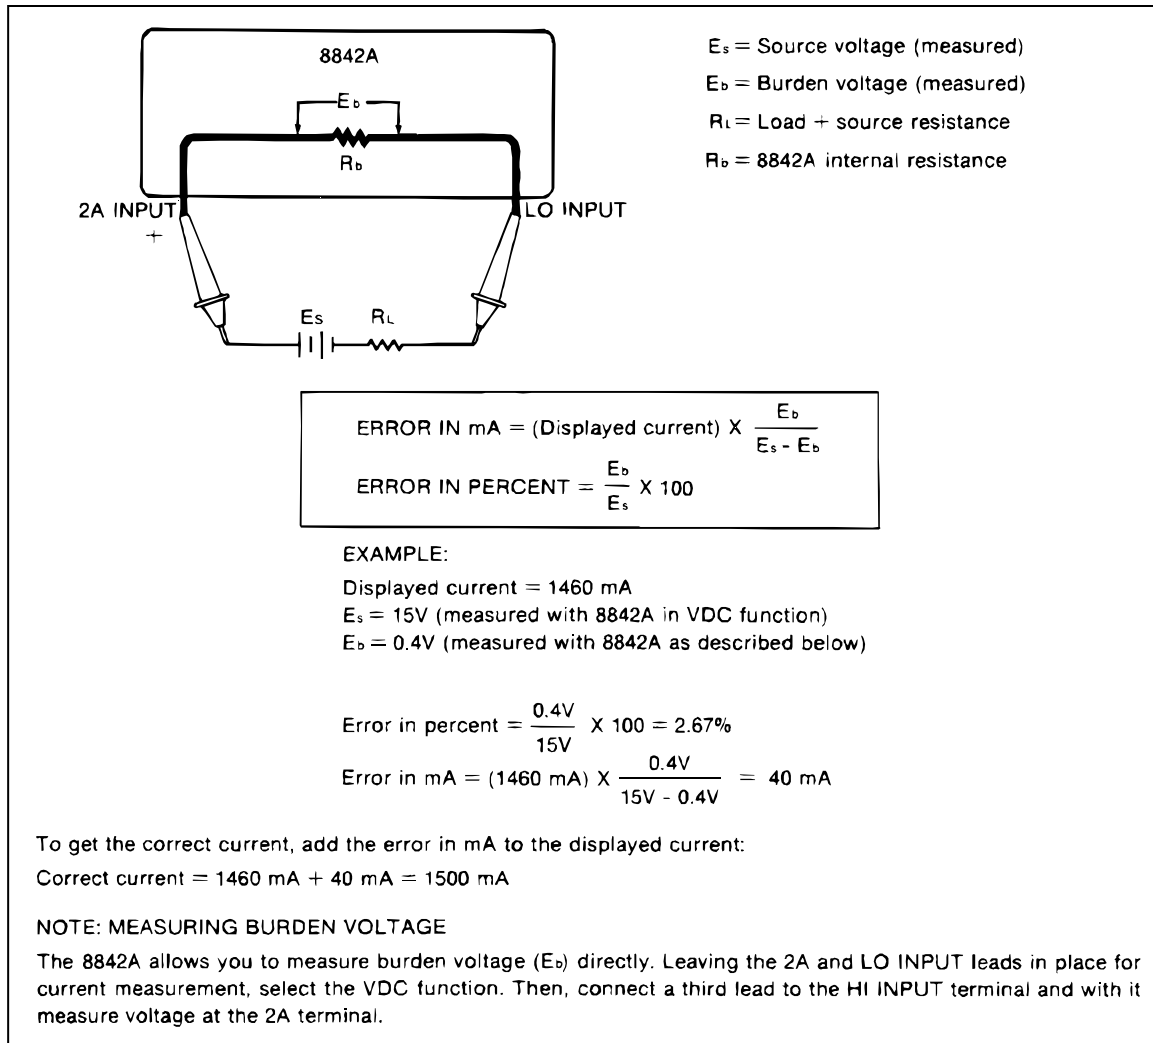 8842A
Eb
Rb
2A INPUT
+
LO INPUT
Es
RL
Es = Source voltage (measured)
Eb = Burden voltage (measured)
RL = Load + source resistance
Rb = 8842A internal resistance
ERROR IN mA = (Displayed current) X Eb / Es - Eb
ERROR IN PERCENT = Eb / Es X 100
EXAMPLE:
Displayed current = 1460 mA
Es = 15V (measured with 8842A in VDC function)
Eb = 0.4V (measured with 8842A as described below)
Error in percent = 0.4V / 15V X 100 = 2.67%
Error in mA = (1460 mA) X 0.4V / 15V - 0.4V = 40 mA
To get the correct current, add the error in mA to the displayed current:
Correct current = 1460 mA + 40 mA = 1500 mA
NOTE: MEASURING BURDEN VOLTAGE
The 8842A allows you to measure burden voltage (Eb) directly. Leaving the 2A and LO INPUT leads in place for
current measurement, select the VDC function. Then, connect a third lead to the HI INPUT terminal and with it
measure voltage at the 2A terminal.